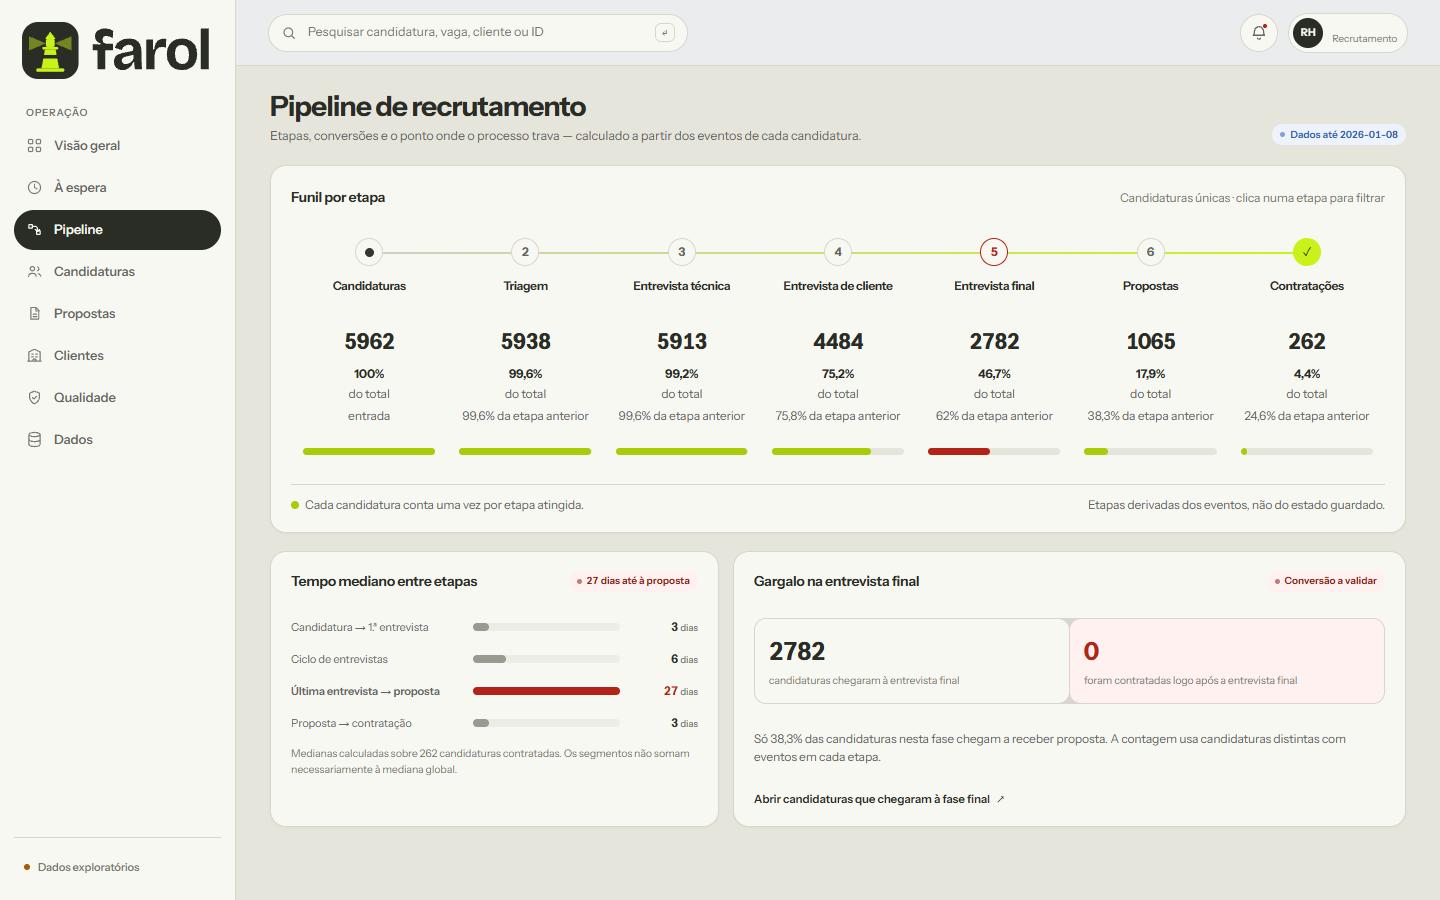 farol
Pesquisar candidatura, vaga, cliente ou ID
↵
RH
Recrutamento
OPERAÇÃO
Visão geral
À espera
Pipeline
Candidaturas
Propostas
Clientes
Qualidade
Dados
Dados exploratórios
Pipeline de recrutamento
Etapas, conversões e o ponto onde o processo trava — calculado a partir dos eventos de cada candidatura.
Dados até 2026-01-08
Funil por etapa
Candidaturas únicas · clica numa etapa para filtrar
2 3 4 5 6 ✓
Candidaturas Triagem Entrevista técnica Entrevista de cliente Entrevista final Propostas Contratações
5962 5938 5913 4484 2782 1065 262
100% 99,6% 99,2% 75,2% 46,7% 17,9% 4,4%
do total do total do total do total do total do total do total
entrada 99,6% da etapa anterior 99,6% da etapa anterior 75,8% da etapa anterior 62% da etapa anterior 38,3% da etapa anterior 24,6% da etapa anterior
Cada candidatura conta uma vez por etapa atingida.
Etapas derivadas dos eventos, não do estado guardado.
Tempo mediano entre etapas
27 dias até à proposta
Candidatura → 1.ª entrevista 3 dias
Ciclo de entrevistas 6 dias
Última entrevista → proposta 27 dias
Proposta → contratação 3 dias
Medianas calculadas sobre 262 candidaturas contratadas. Os segmentos não somam
necessariamente à mediana global.
Gargalo na entrevista final
Conversão a validar
2782
candidaturas chegaram à entrevista final
0
foram contratadas logo após a entrevista final
Só 38,3% das candidaturas nesta fase chegam a receber proposta. A contagem usa candidaturas distintas com
eventos em cada etapa.
Abrir candidaturas que chegaram à fase final ↗